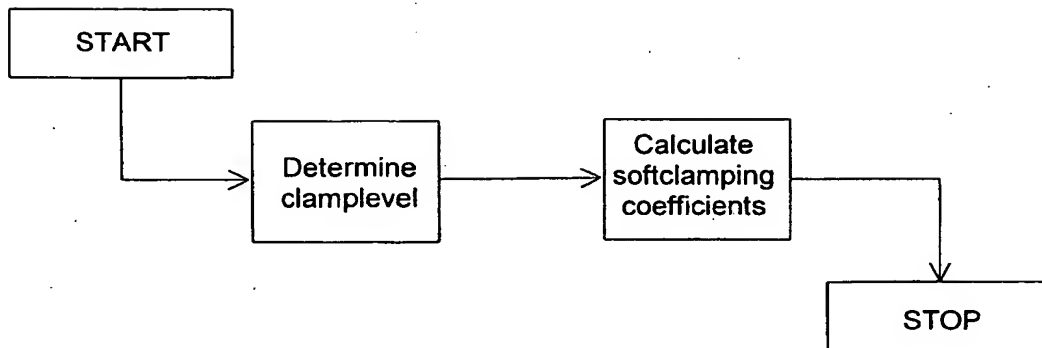 START
Determine
clamplevel
Calculate
softclamping
coefficients
STOP